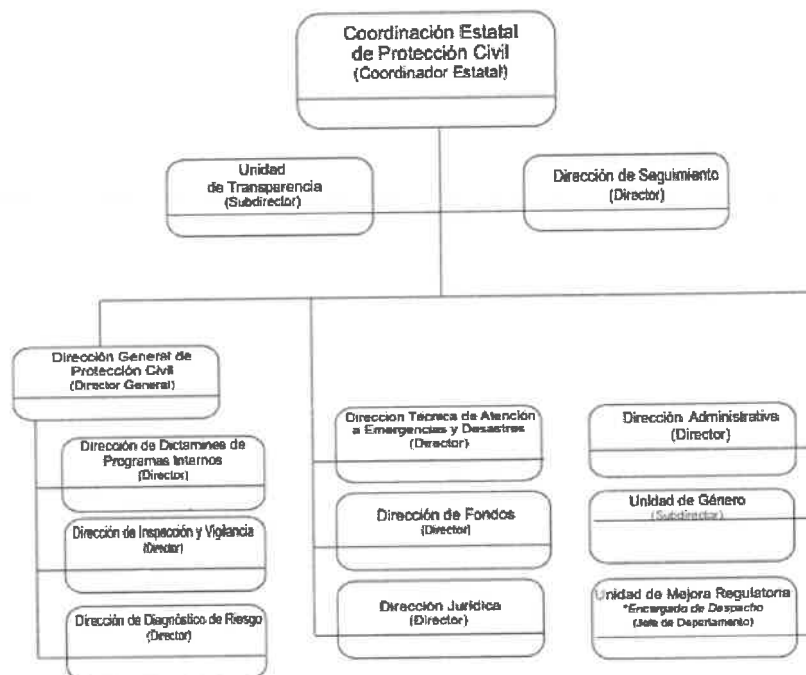 Coordinación Estatal
de Protección Civil
(Coordinador Estatal)
Unidad
de Transparencia
(Subdirector)
Dirección de Seguimiento
(Director)
Dirección General de
Protección Civil
(Director General)
Dirección de Dictamines de
Programas Internos
(Director)
Dirección de Inspección y Vigilancia
(Director)
Dirección de Diagnóstico de Riesgo
(Director)
Direccion Técnica de Atención
a Emergencias y Desastres
(Director)
Dirección de Fondos
(Director)
Dirección Jurídica
(Director)
Dirección Administrativa
(Director)
Unidad de Género
(Subdirector)
Unidad de Mejora Regulatoria
*Encargado de Despacho
(Jefe de Departamento)